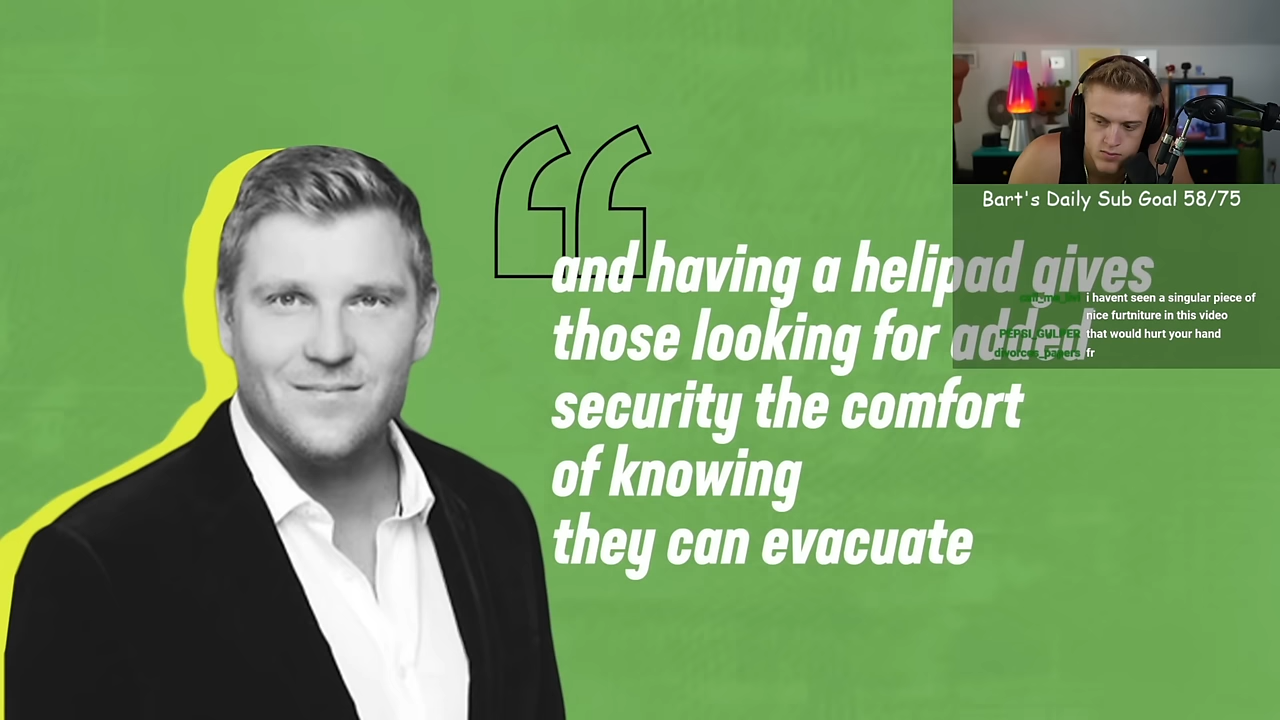 Bart's Daily Sub Goal 58/75
and having a helipad gives
those looking for added
security the comfort
of knowing
they can evacuate
i havent seen a singular piece of
nice furtniture in this video
PEPSI_GULPER that would hurt your hand
divorces_papers fr